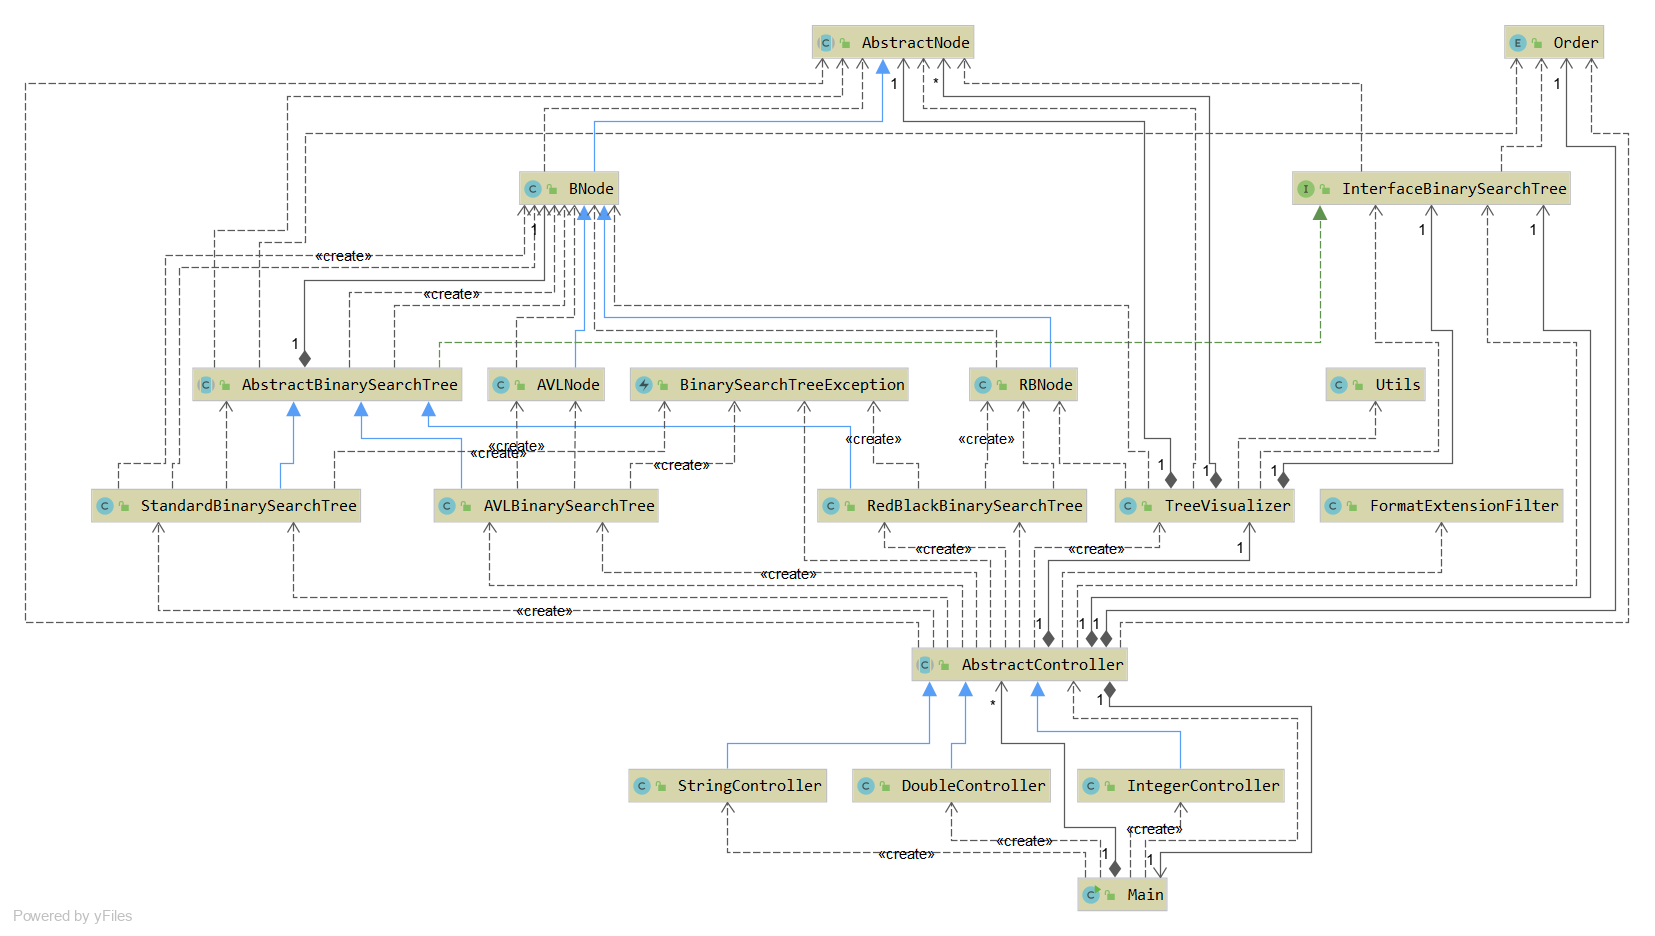 AbstractNode
Order
1
*
1
BNode
InterfaceBinarySearchTree
1
1
1
«create»
«create»
1
AbstractBinarySearchTree
AVLNode
BinarySearchTreeException
RBNode
Utils
«create»
«create»
«create»
«create»
«create»
1
1
1
StandardBinarySearchTree
AVLBinarySearchTree
RedBlackBinarySearchTree
TreeVisualizer
FormatExtensionFilter
«create»
«create»
1
«create»
«create»
1
1
1
AbstractController
*
1
StringController
DoubleController
IntegerController
«create»
«create»
«create»
1
1
Main
Powered by yFiles